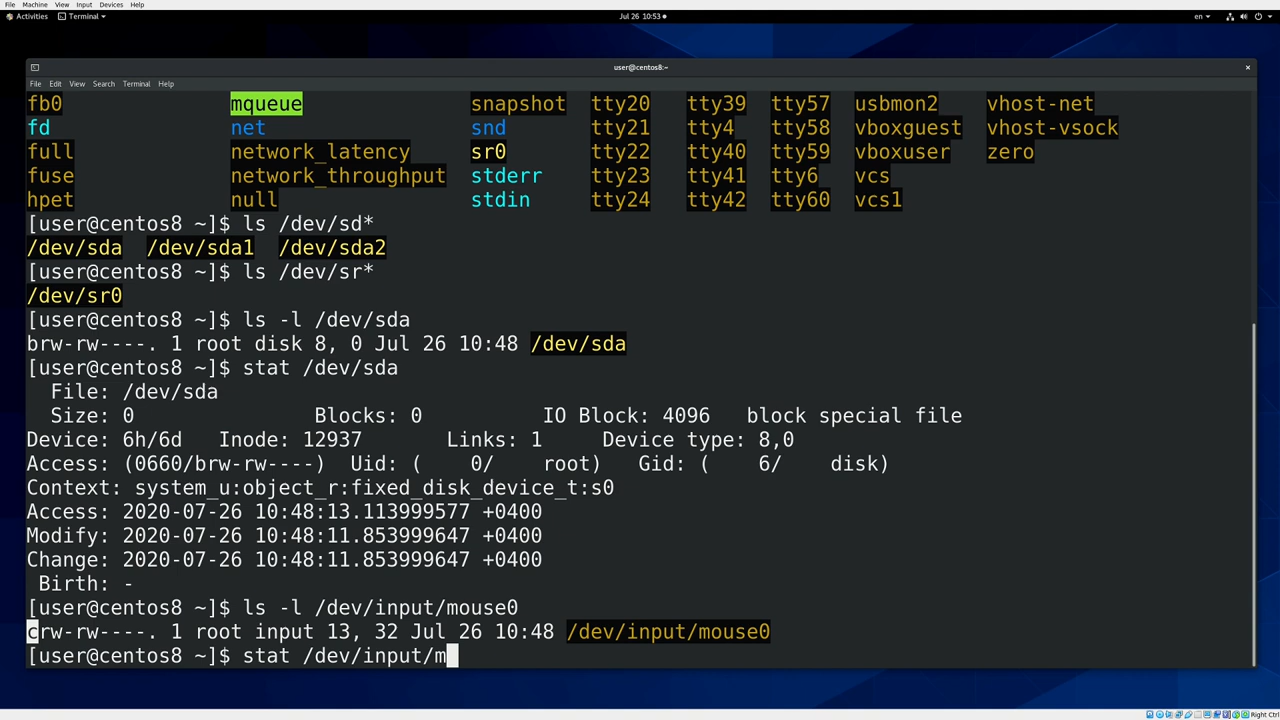 File Machine View Input Devices Help
Activities Terminal Jul 26 10:53 en
user@centos8:~
File Edit View Search Terminal Help
fb0 mqueue snapshot tty20 tty39 tty57 usbmon2 vhost-net
fd net snd tty21 tty4 tty58 vboxguest vhost-vsock
full network_latency sr0 tty22 tty40 tty59 vboxuser zero
fuse network_throughput stderr tty23 tty41 tty6 vcs
hpet null stdin tty24 tty42 tty60 vcs1
[user@centos8 ~]$ ls /dev/sd*
/dev/sda /dev/sda1 /dev/sda2
[user@centos8 ~]$ ls /dev/sr*
/dev/sr0
[user@centos8 ~]$ ls -l /dev/sda
brw-rw----. 1 root disk 8, 0 Jul 26 10:48 /dev/sda
[user@centos8 ~]$ stat /dev/sda
File: /dev/sda
Size: 0 Blocks: 0 IO Block: 4096 block special file
Device: 6h/6d Inode: 12937 Links: 1 Device type: 8,0
Access: (0660/brw-rw----) Uid: ( 0/ root) Gid: ( 6/ disk)
Context: system_u:object_r:fixed_disk_device_t:s0
Access: 2020-07-26 10:48:13.113999577 +0400
Modify: 2020-07-26 10:48:11.853999647 +0400
Change: 2020-07-26 10:48:11.853999647 +0400
Birth: -
[user@centos8 ~]$ ls -l /dev/input/mouse0
crw-rw----. 1 root input 13, 32 Jul 26 10:48 /dev/input/mouse0
[user@centos8 ~]$ stat /dev/input/m
Right Ctrl